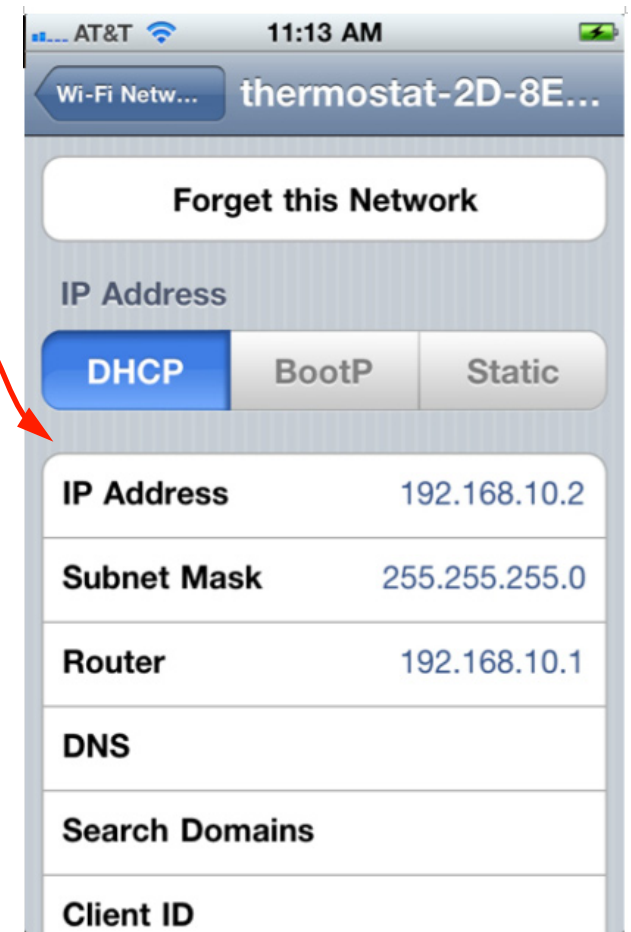 AT&T 11:13 AM
Wi-Fi Netw... thermostat-2D-8E...
Forget this Network
IP Address
DHCP BootP Static
IP Address 192.168.10.2
Subnet Mask 255.255.255.0
Router 192.168.10.1
DNS
Search Domains
Client ID